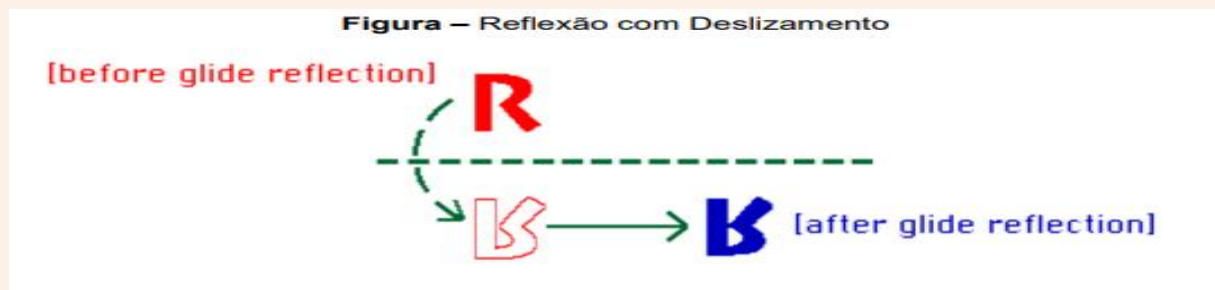 Figura – Reflexão com Deslizamento
[before glide reflection]
R
R
R [after glide reflection]